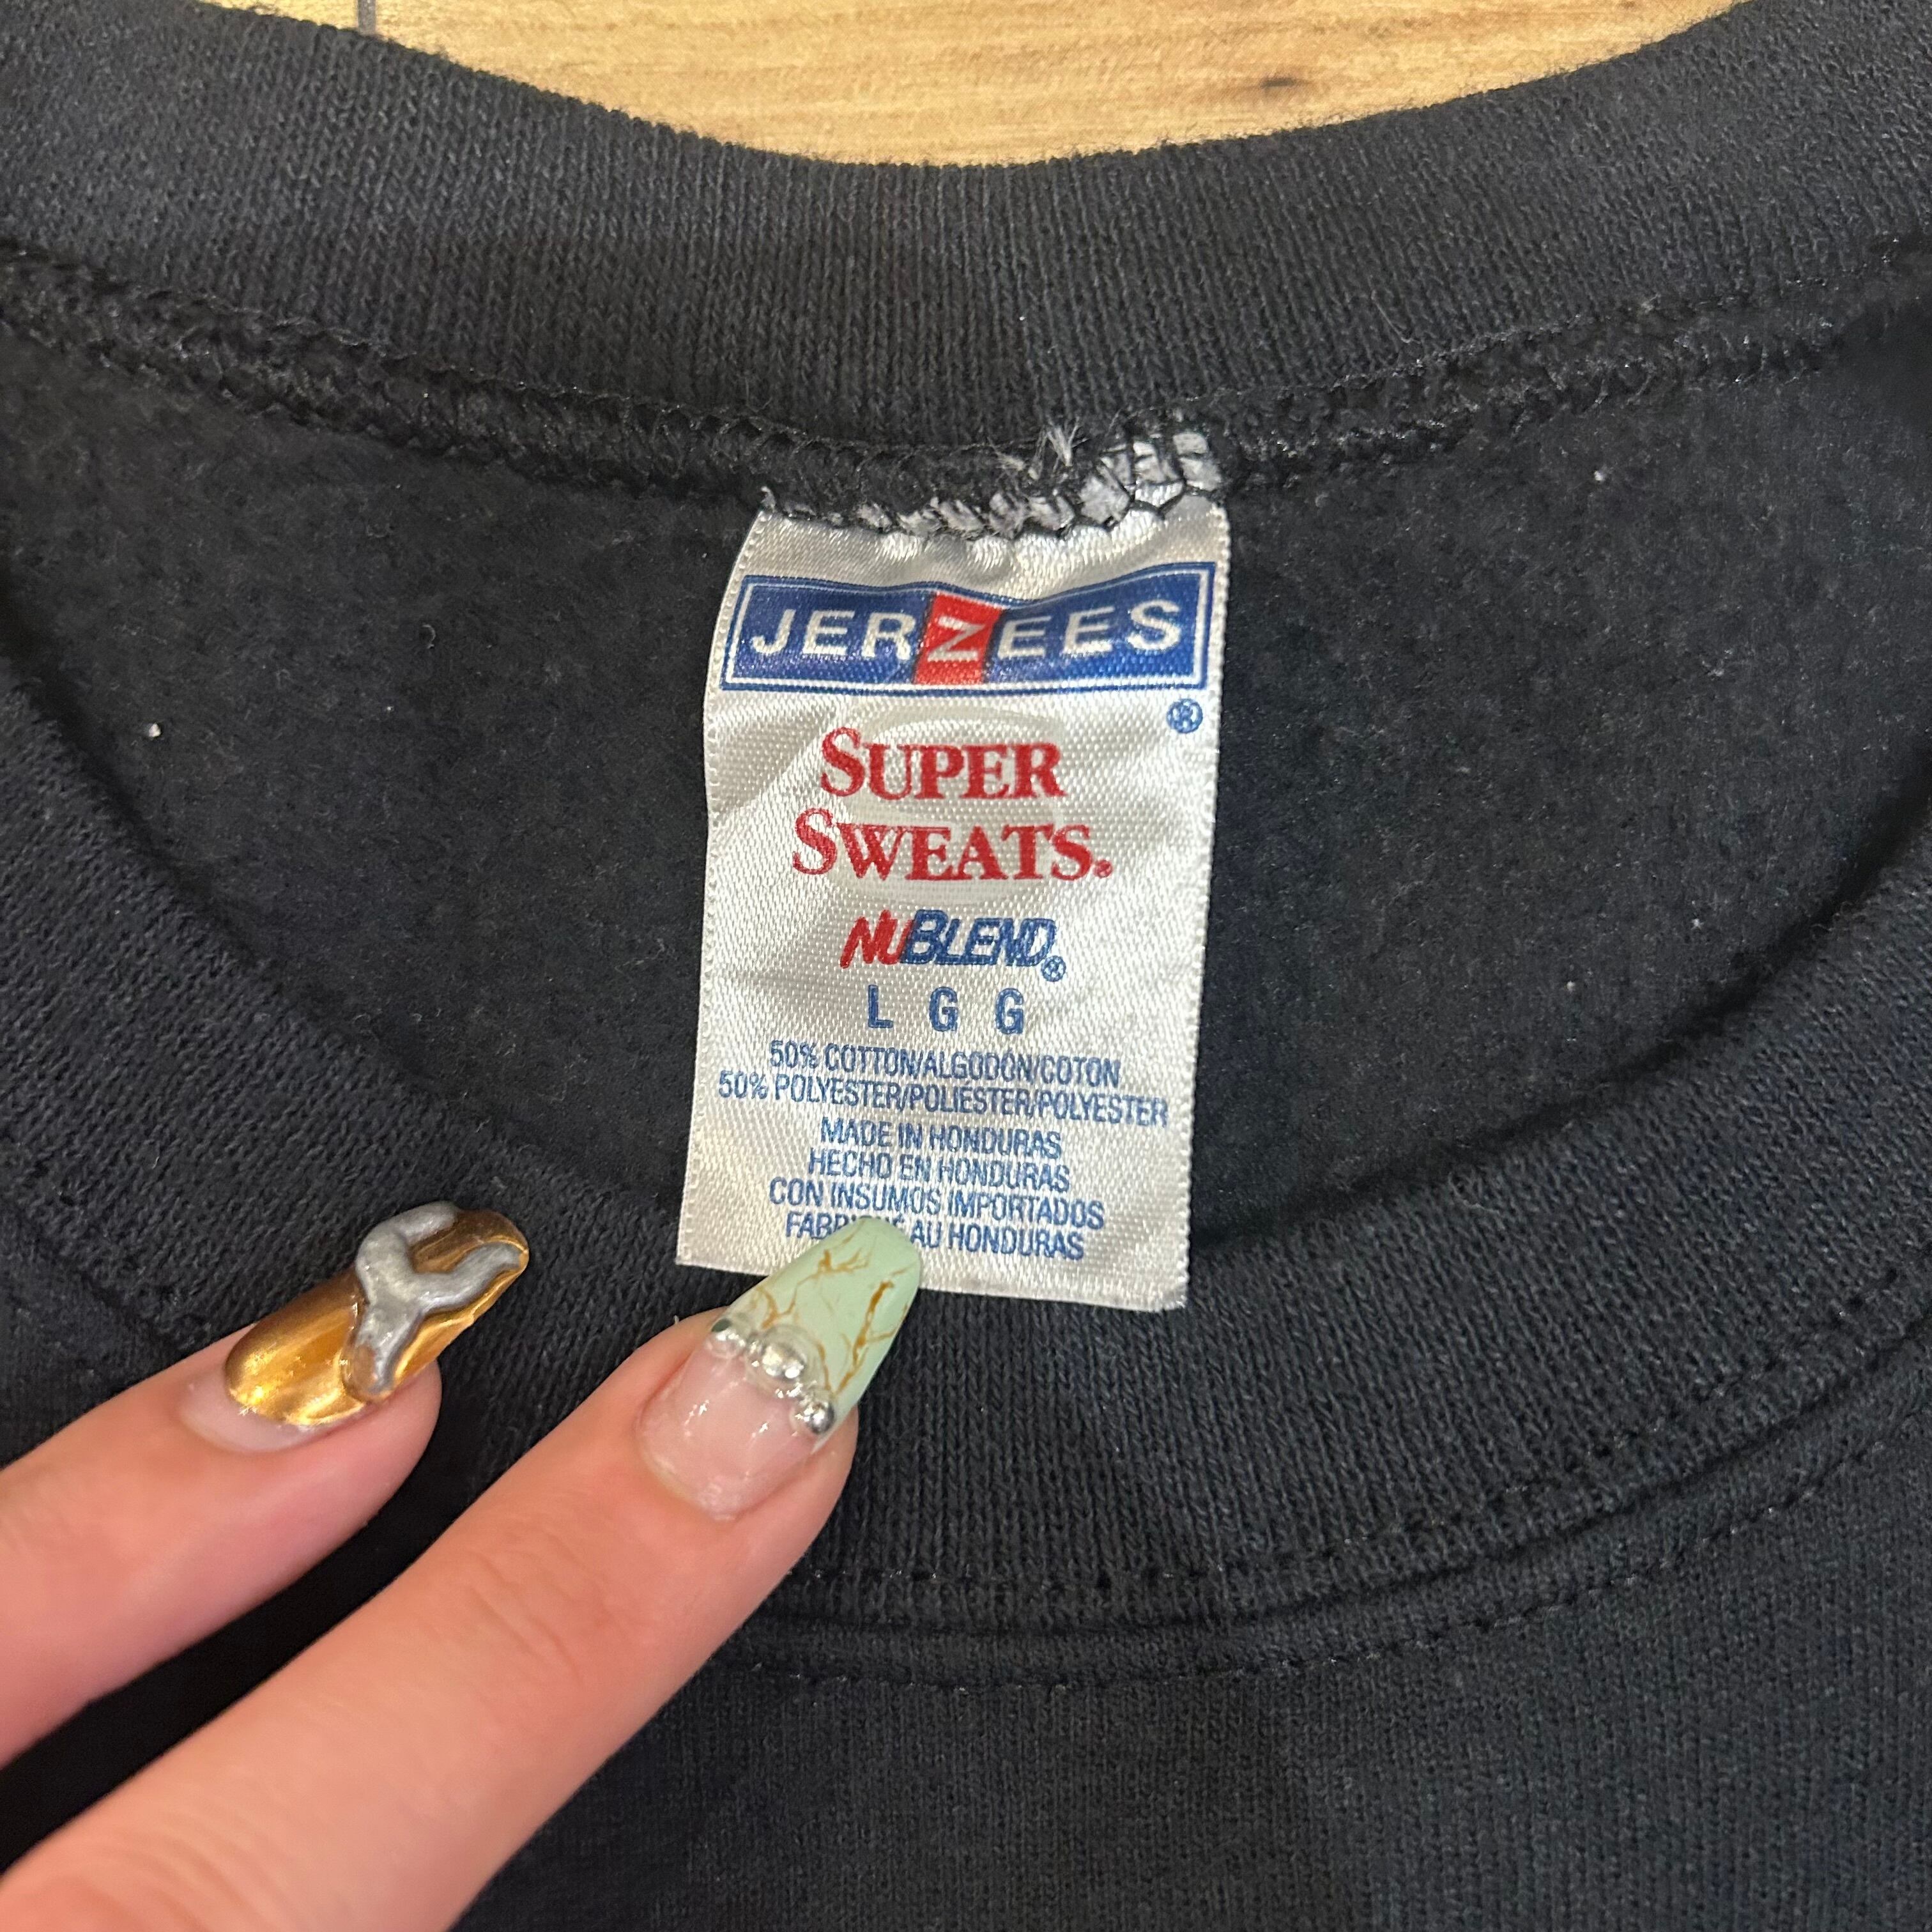 JERZEES
®
SUPER
SWEATS®
NUBLEND®
L G G
50% COTTON/ALGODÓN/COTON
50% POLYESTER/POLIESTER/POLYESTER
MADE IN HONDURAS
HECHO EN HONDURAS
CON INSUMOS IMPORTADOS
AU HONDURAS